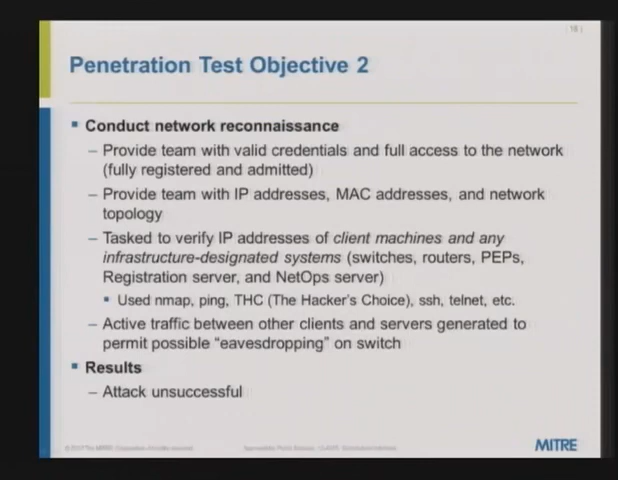 | 16 |
Penetration Test Objective 2
▪ Conduct network reconnaissance
– Provide team with valid credentials and full access to the network
(fully registered and admitted)
– Provide team with IP addresses, MAC addresses, and network
topology
– Tasked to verify IP addresses of client machines and any
infrastructure-designated systems (switches, routers, PEPs,
Registration server, and NetOps server)
▪ Used nmap, ping, THC (The Hacker's Choice), ssh, telnet, etc.
– Active traffic between other clients and servers generated to
permit possible “eavesdropping” on switch
▪ Results
– Attack unsuccessful
MITRE